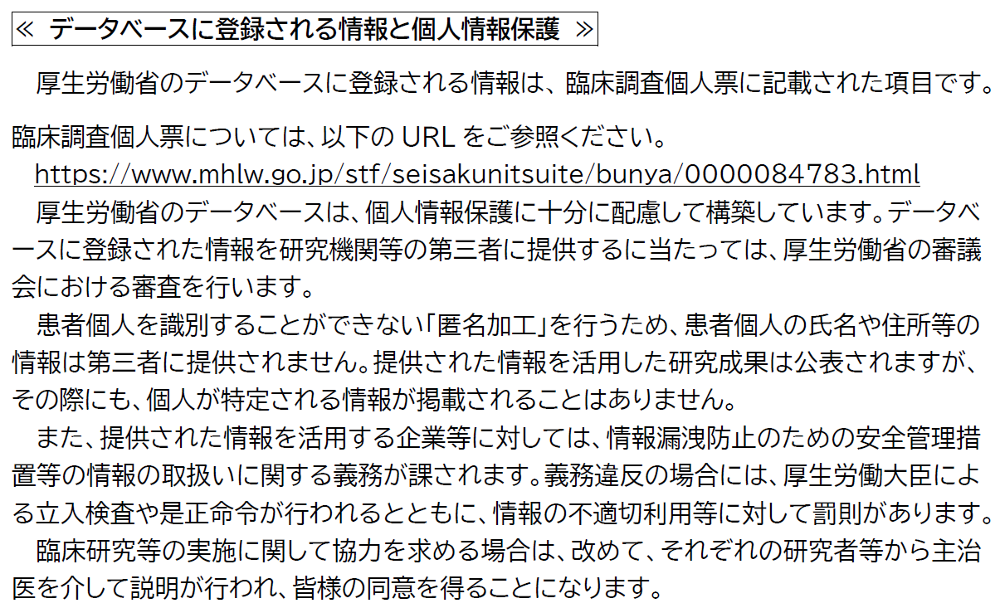 ≪ データベースに登録される情報と個人情報保護 ≫
厚生労働省のデータベースに登録される情報は、臨床調査個人票に記載された項目です。
臨床調査個人票については、以下の URL をご参照ください。
https://www.mhlw.go.jp/stf/seisakunitsuite/bunya/0000084783.html
厚生労働省のデータベースは、個人情報保護に十分に配慮して構築しています。データベ
ースに登録された情報を研究機関等の第三者に提供するに当たっては、厚生労働省の審議
会における審査を行います。
患者個人を識別することができない「匿名加工」を行うため、患者個人の氏名や住所等の
情報は第三者に提供されません。提供された情報を活用した研究成果は公表されますが、
その際にも、個人が特定される情報が掲載されることはありません。
また、提供された情報を活用する企業等に対しては、情報漏洩防止のための安全管理措
置等の情報の取扱いに関する義務が課されます。義務違反の場合には、厚生労働大臣によ
る立入検査や是正命令が行われるとともに、情報の不適切利用等に対して罰則があります。
臨床研究等の実施に関して協力を求める場合は、改めて、それぞれの研究者等から主治
医を介して説明が行われ、皆様の同意を得ることになります。